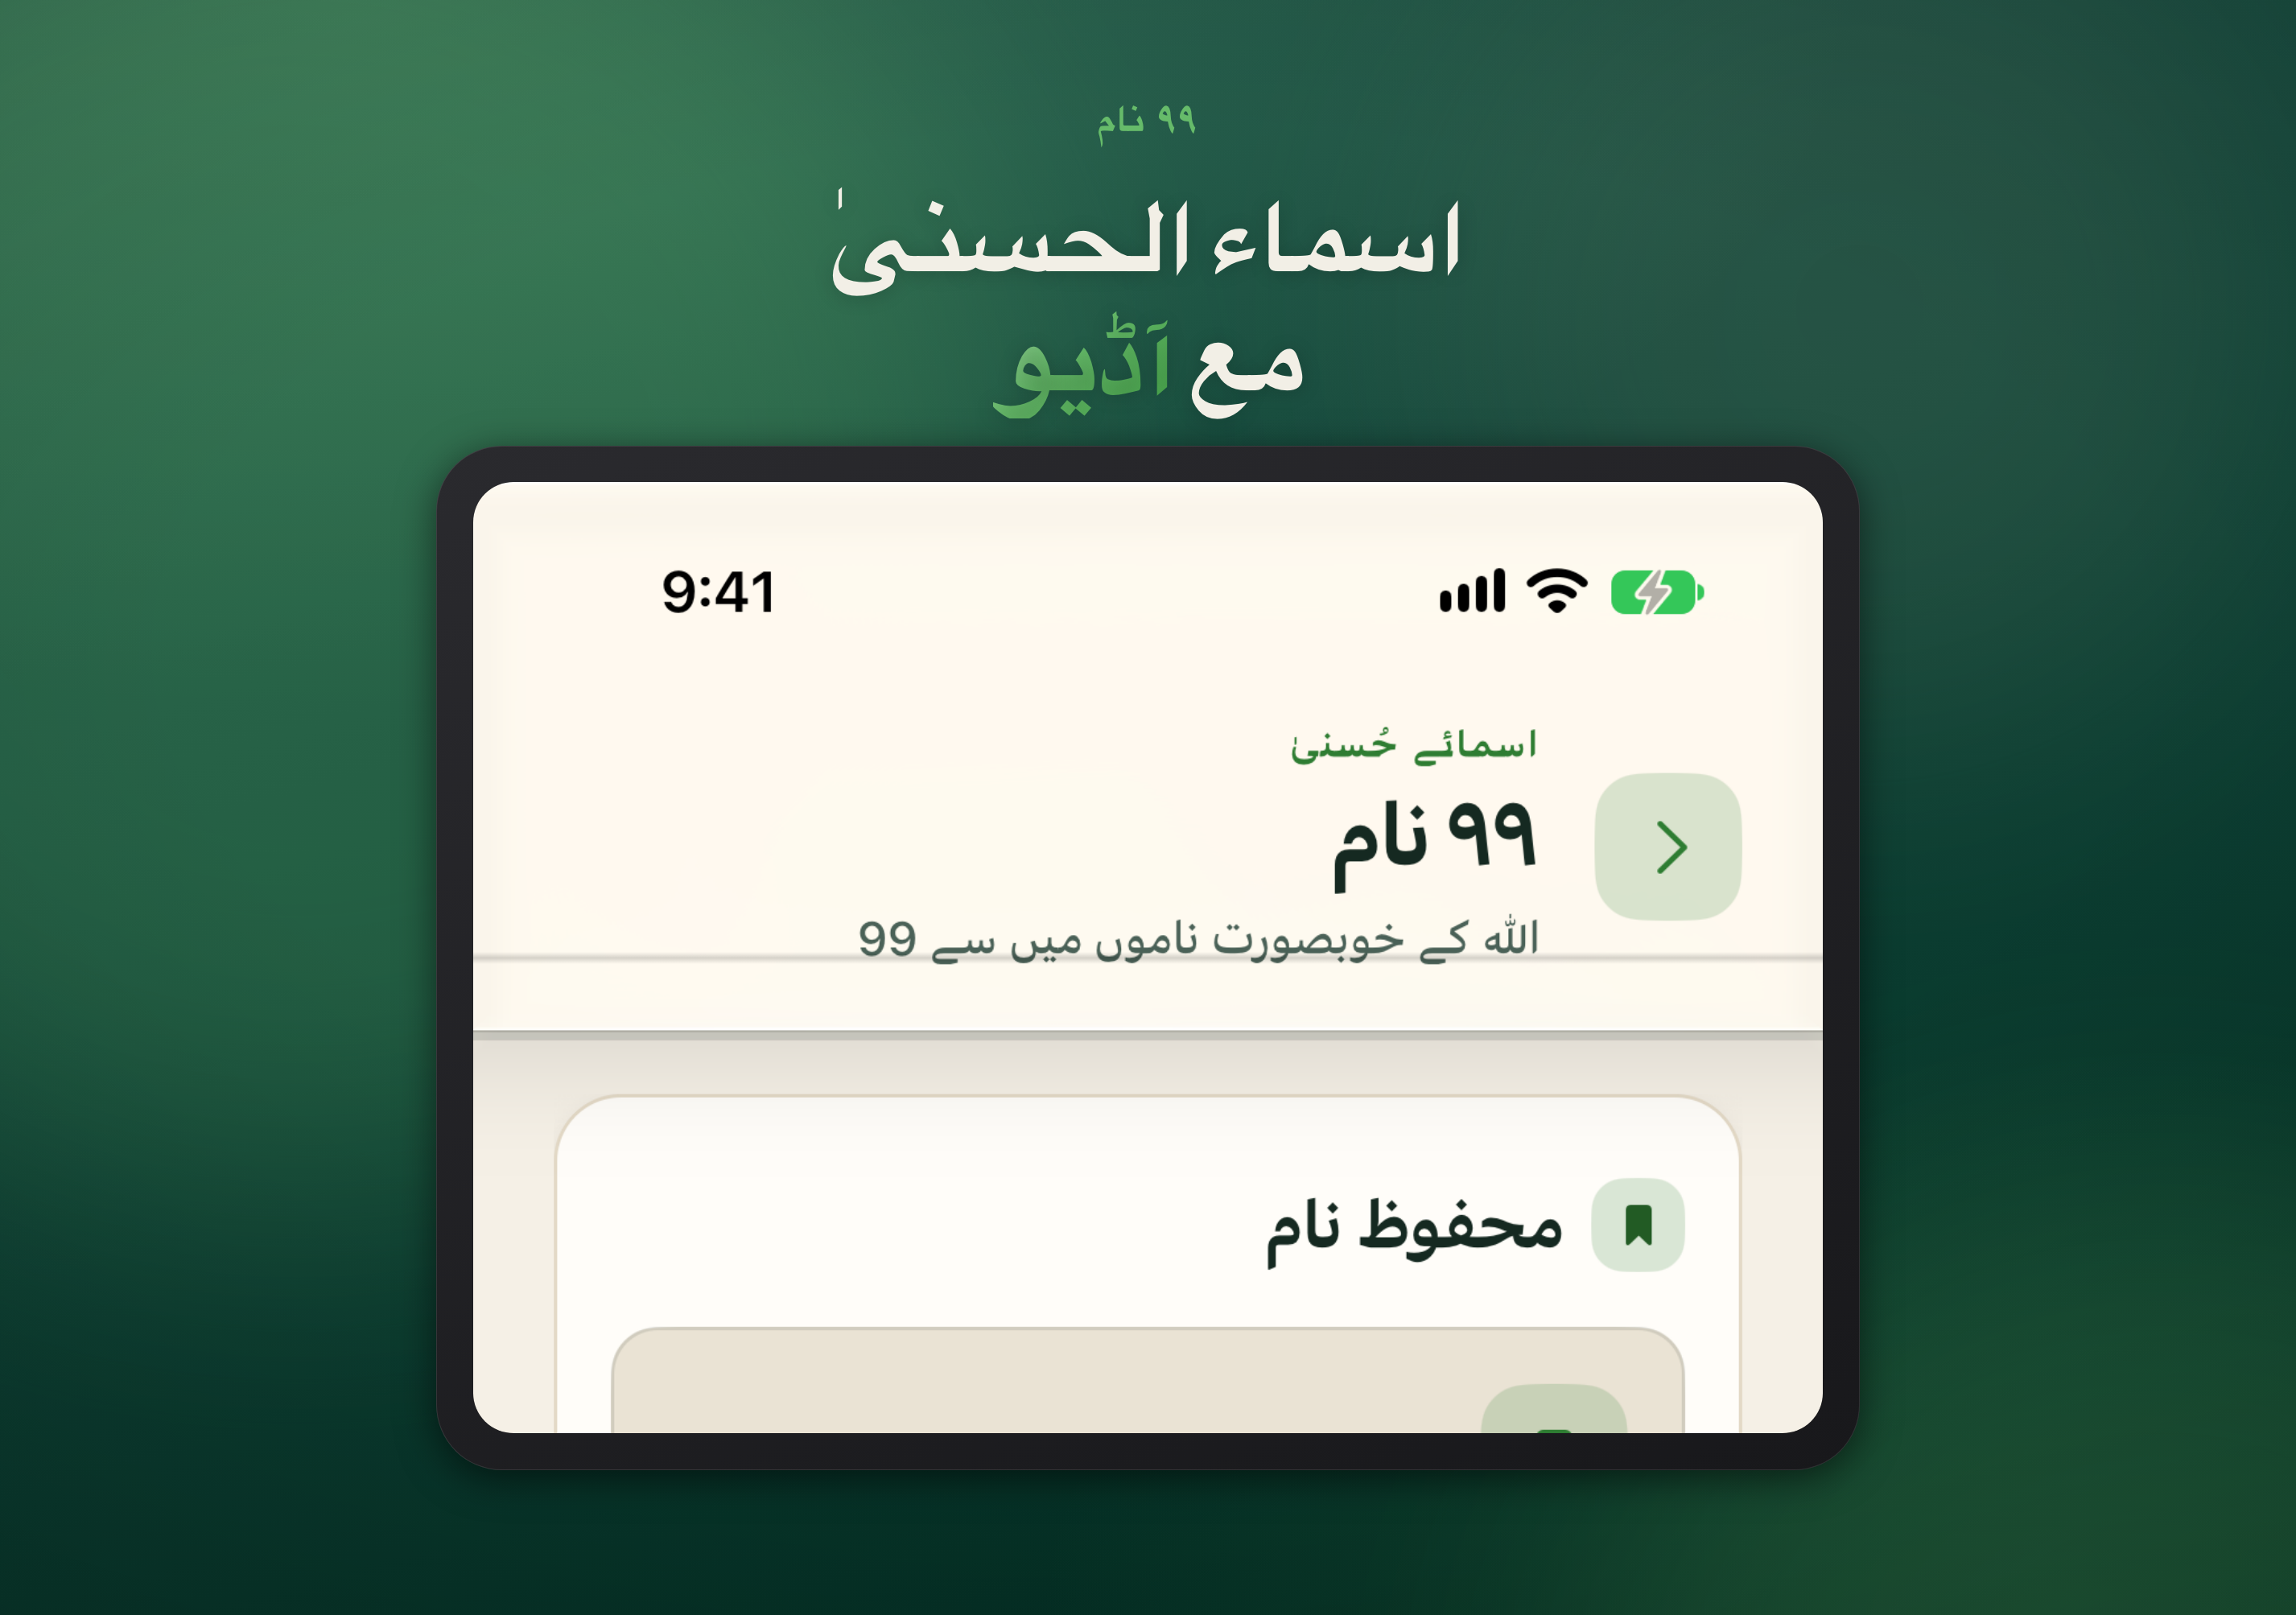 ۹۹ نام
اسماء الحسنیٰ
مع آڈیو
9:41
اسمائے حُسنیٰ
۹۹ نام
اللہ کے خوبصورت ناموں میں سے 99
محفوظ نام